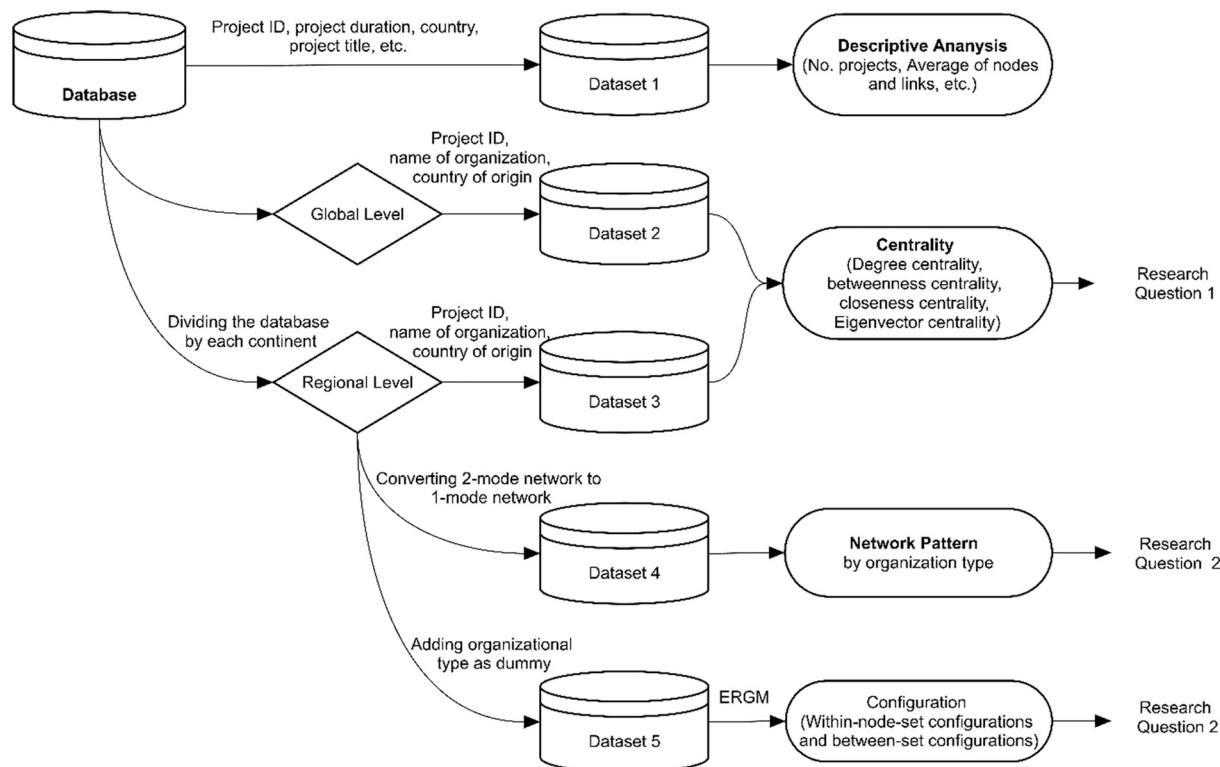 Project ID, project duration, country,
project title, etc.
Database
Dataset 1
Descriptive Ananysis
(No. projects, Average of nodes
and links, etc.)
Project ID,
name of organization,
country of origin
Global Level
Dataset 2
Centrality
(Degree centrality,
betweenness centrality,
closeness centrality,
Eigenvector centrality)
Research
Question 1
Dividing the database
by each continent
Project ID,
name of organization,
country of origin
Regional Level
Dataset 3
Converting 2-mode network to
1-mode network
Dataset 4
Network Pattern
by organization type
Research
Question 2
Adding organizational
type as dummy
Dataset 5
ERGM
Configuration
(Within-node-set configurations
and between-set configurations)
Research
Question 2